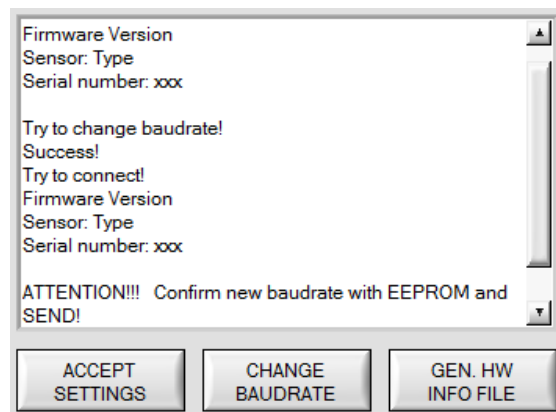 Firmware Version
Sensor: Type
Serial number: xxx
Try to change baudrate!
Success!
Try to connect!
Firmware Version
Sensor: Type
Serial number: xxx
ATTENTION!!! Confirm new baudrate with EEPROM and
SEND!
ACCEPT
SETTINGS
CHANGE
BAUDRATE
GEN. HW
INFO FILE